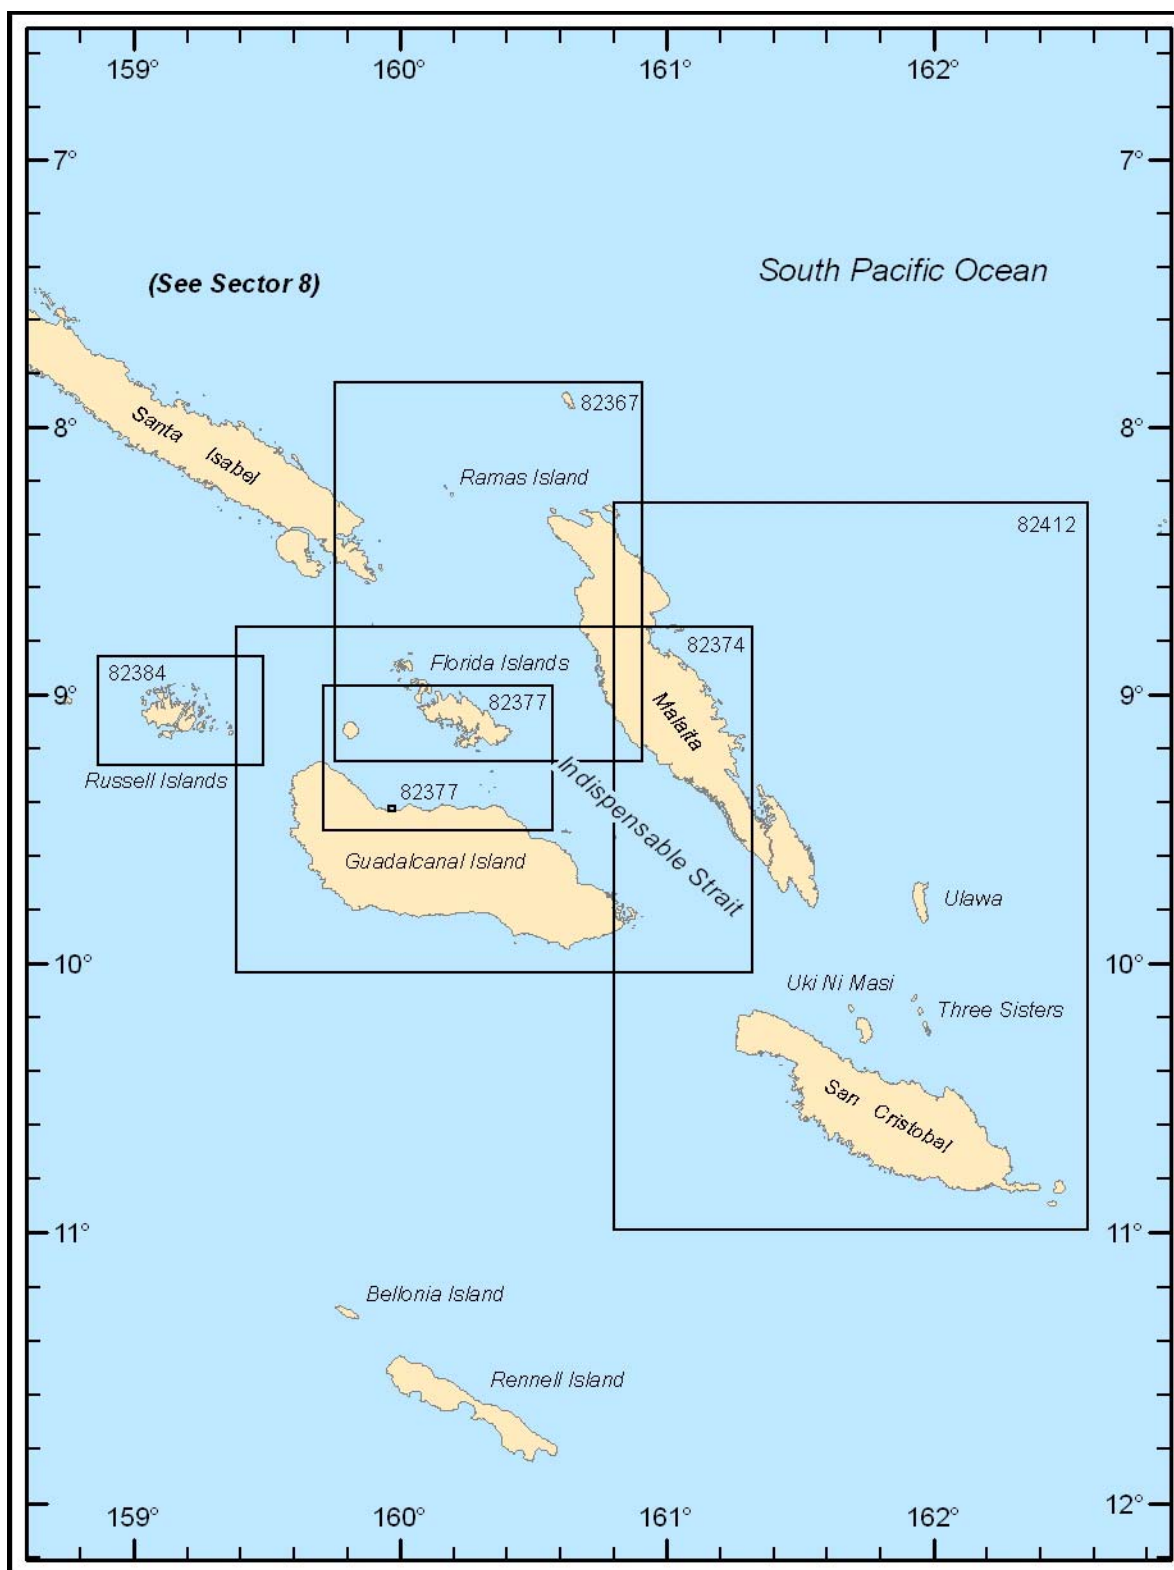 159° 160° 161° 162°
7° 7°
South Pacific Ocean
(See Sector 8)
82367
8° 8°
Santa Isabel
Ramas Island
82412
82374
Florida Islands
82384
9° 82377 9°
Malaita
Russell Islands
82377
Indispensable Strait
Guadalcanal Island
Ulawa
10° 10°
Uki Ni Masi
Three Sisters
San Cristobal
11° 11°
Bellonia Island
Rennell Island
12°
159° 160° 161° 162°
12°